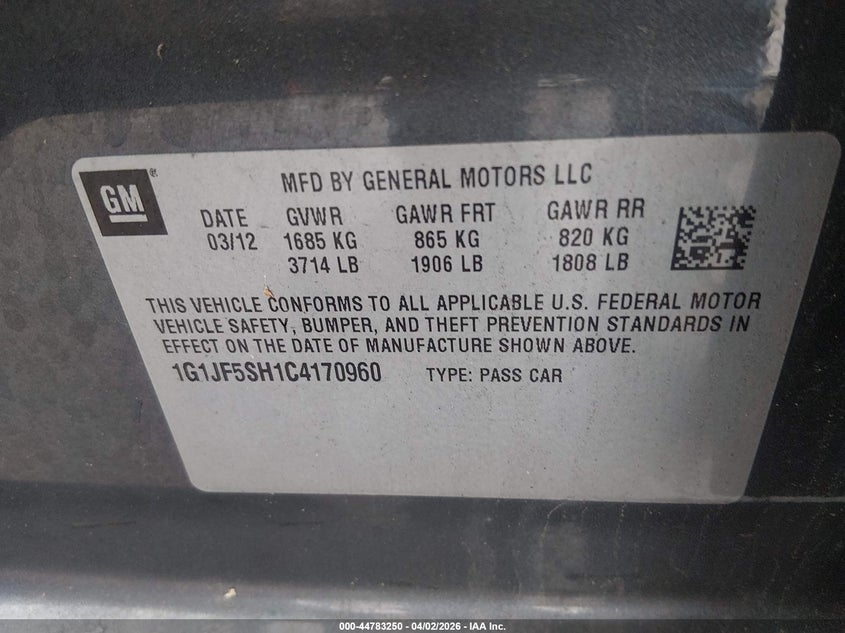 GM
MFD BY GENERAL MOTORS LLC
DATE GVWR GAWR FRT GAWR RR
03/12 1685 KG 865 KG 820 KG
3714 LB 1906 LB 1808 LB
THIS VEHICLE CONFORMS TO ALL APPLICABLE U.S. FEDERAL MOTOR
VEHICLE SAFETY, BUMPER, AND THEFT PREVENTION STANDARDS IN
EFFECT ON THE DATE OF MANUFACTURE SHOWN ABOVE.
1G1JF5SH1C4170960 TYPE: PASS CAR
000-44783250 - 04/02/2026 - IAA Inc.